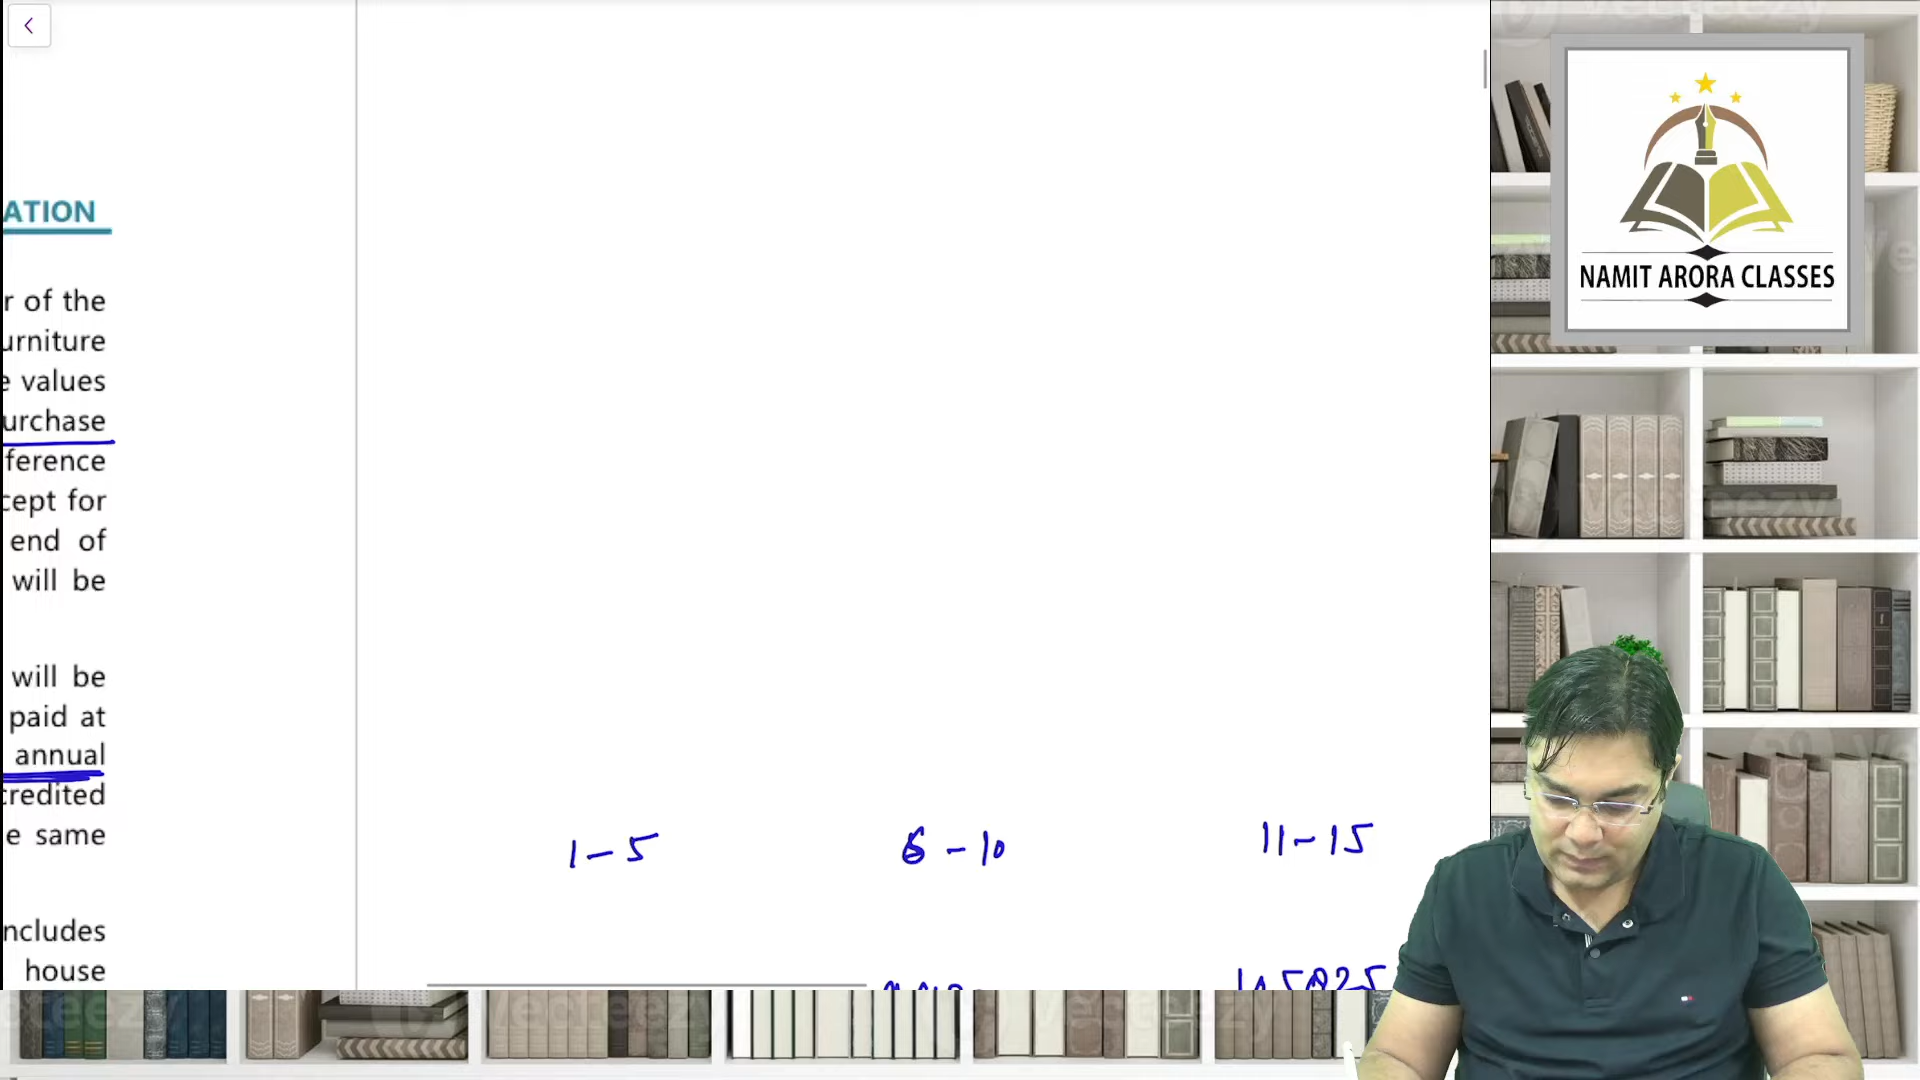 ATION
r of the
urniture
e values
urchase
ference
cept for
end of
will be
will be
paid at
annual
credited
e same
ncludes
house
1-5
6-10
11-15
NAMIT ARORA CLASSES